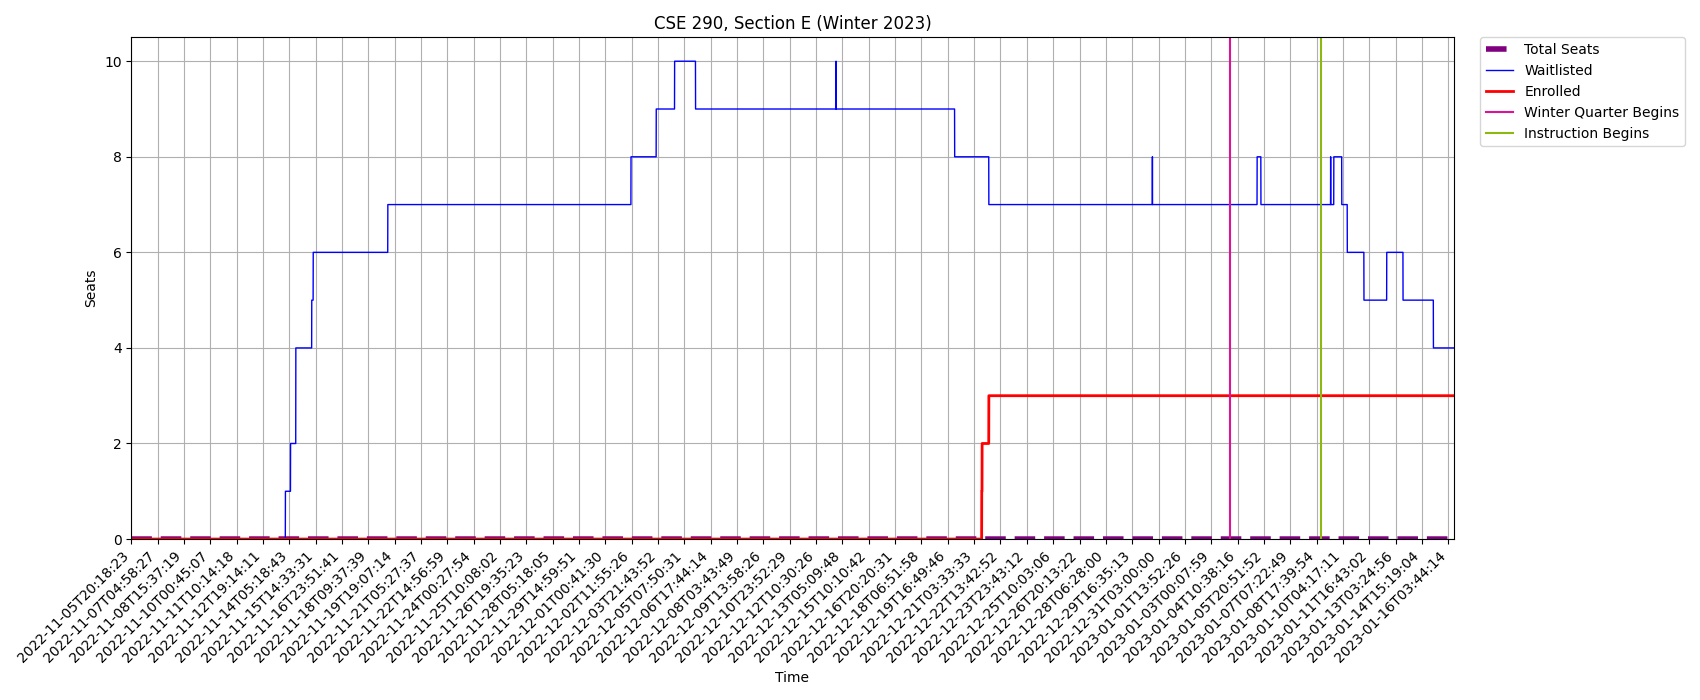 CSE 290, Section E (Winter 2023)
Total Seats
Waitlisted
Enrolled
Winter Quarter Begins
Instruction Begins
10
8
6
4
2
0
Seats
2022-11-05T20:18:23
2022-11-07T04:58:27
2022-11-08T15:37:19
2022-11-10T00:45:07
2022-11-11T10:14:18
2022-11-12T19:14:11
2022-11-14T05:18:43
2022-11-15T14:33:31
2022-11-16T23:51:41
2022-11-18T09:37:39
2022-11-19T19:07:14
2022-11-21T05:27:37
2022-11-22T14:56:59
2022-11-24T00:27:54
2022-11-25T10:08:02
2022-11-26T19:35:23
2022-11-28T05:18:05
2022-11-29T14:59:51
2022-12-01T00:41:30
2022-12-02T11:55:26
2022-12-03T21:43:52
2022-12-05T07:50:31
2022-12-06T17:44:14
2022-12-08T03:43:49
2022-12-09T13:58:26
2022-12-10T23:52:29
2022-12-12T10:30:26
2022-12-13T05:09:48
2022-12-15T10:10:42
2022-12-16T20:20:31
2022-12-18T06:51:58
2022-12-19T16:49:46
2022-12-21T03:33:33
2022-12-22T13:42:52
2022-12-23T23:43:12
2022-12-25T10:03:06
2022-12-26T20:13:22
2022-12-28T06:28:00
2022-12-29T16:35:13
2022-12-31T03:00:00
2023-01-01T13:52:26
2023-01-03T00:07:59
2023-01-04T10:38:16
2023-01-05T20:51:52
2023-01-07T07:22:49
2023-01-08T17:39:54
2023-01-10T04:17:11
2023-01-11T16:43:02
2023-01-13T03:24:56
2023-01-14T15:19:04
2023-01-16T03:44:14
Time